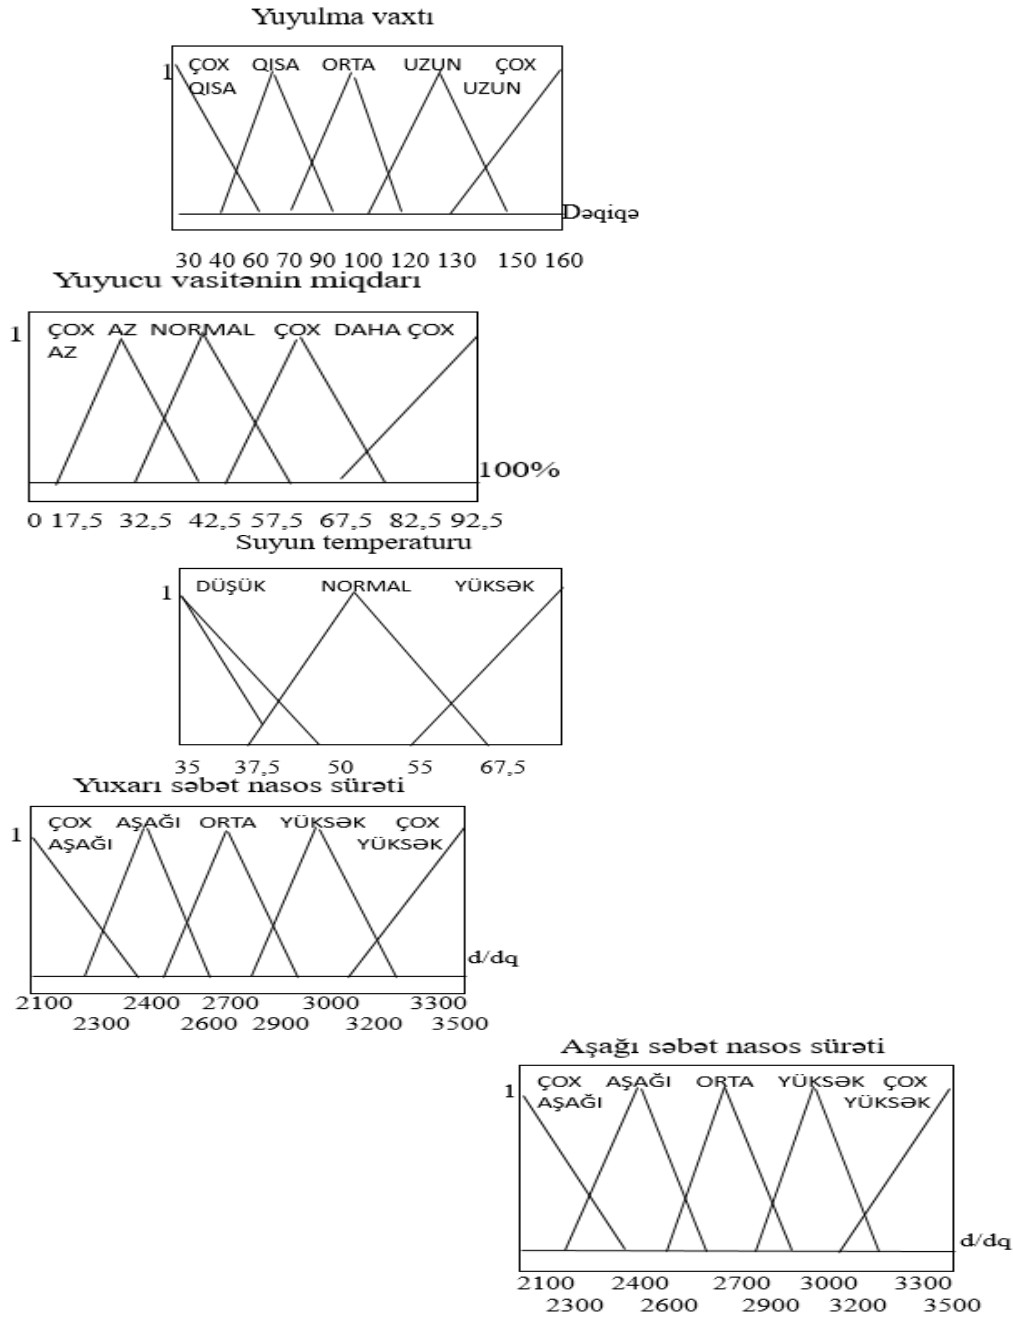 Yuyulma vaxtı
1 ÇOX QISA ORTA UZUN ÇOX
QISA UZUN
Dəqiqə
30 40 60 70 90 100 120 130 150 160
Yuyucu vasitənin miqdarı
1 ÇOX AZ NORMAL ÇOX DAHA ÇOX
AZ
100%
0 17,5 32,5 42,5 57,5 67,5 82,5 92,5
Suyun temperaturu
1 DÜŞÜK NORMAL YÜKSƏK
35 37,5 50 55 67,5
Yuxarı səbət nasos sürəti
1 ÇOX AŞAĞI ORTA YÜKSƏK ÇOX
AŞAĞI YÜKSƏK
d/dq
2100 2400 2700 3000 3300
2300 2600 2900 3200 3500
Aşağı səbət nasos sürəti
1 ÇOX AŞAĞI ORTA YÜKSƏK ÇOX
AŞAĞI YÜKSƏK
d/dq
2100 2400 2700 3000 3300
2300 2600 2900 3200 3500